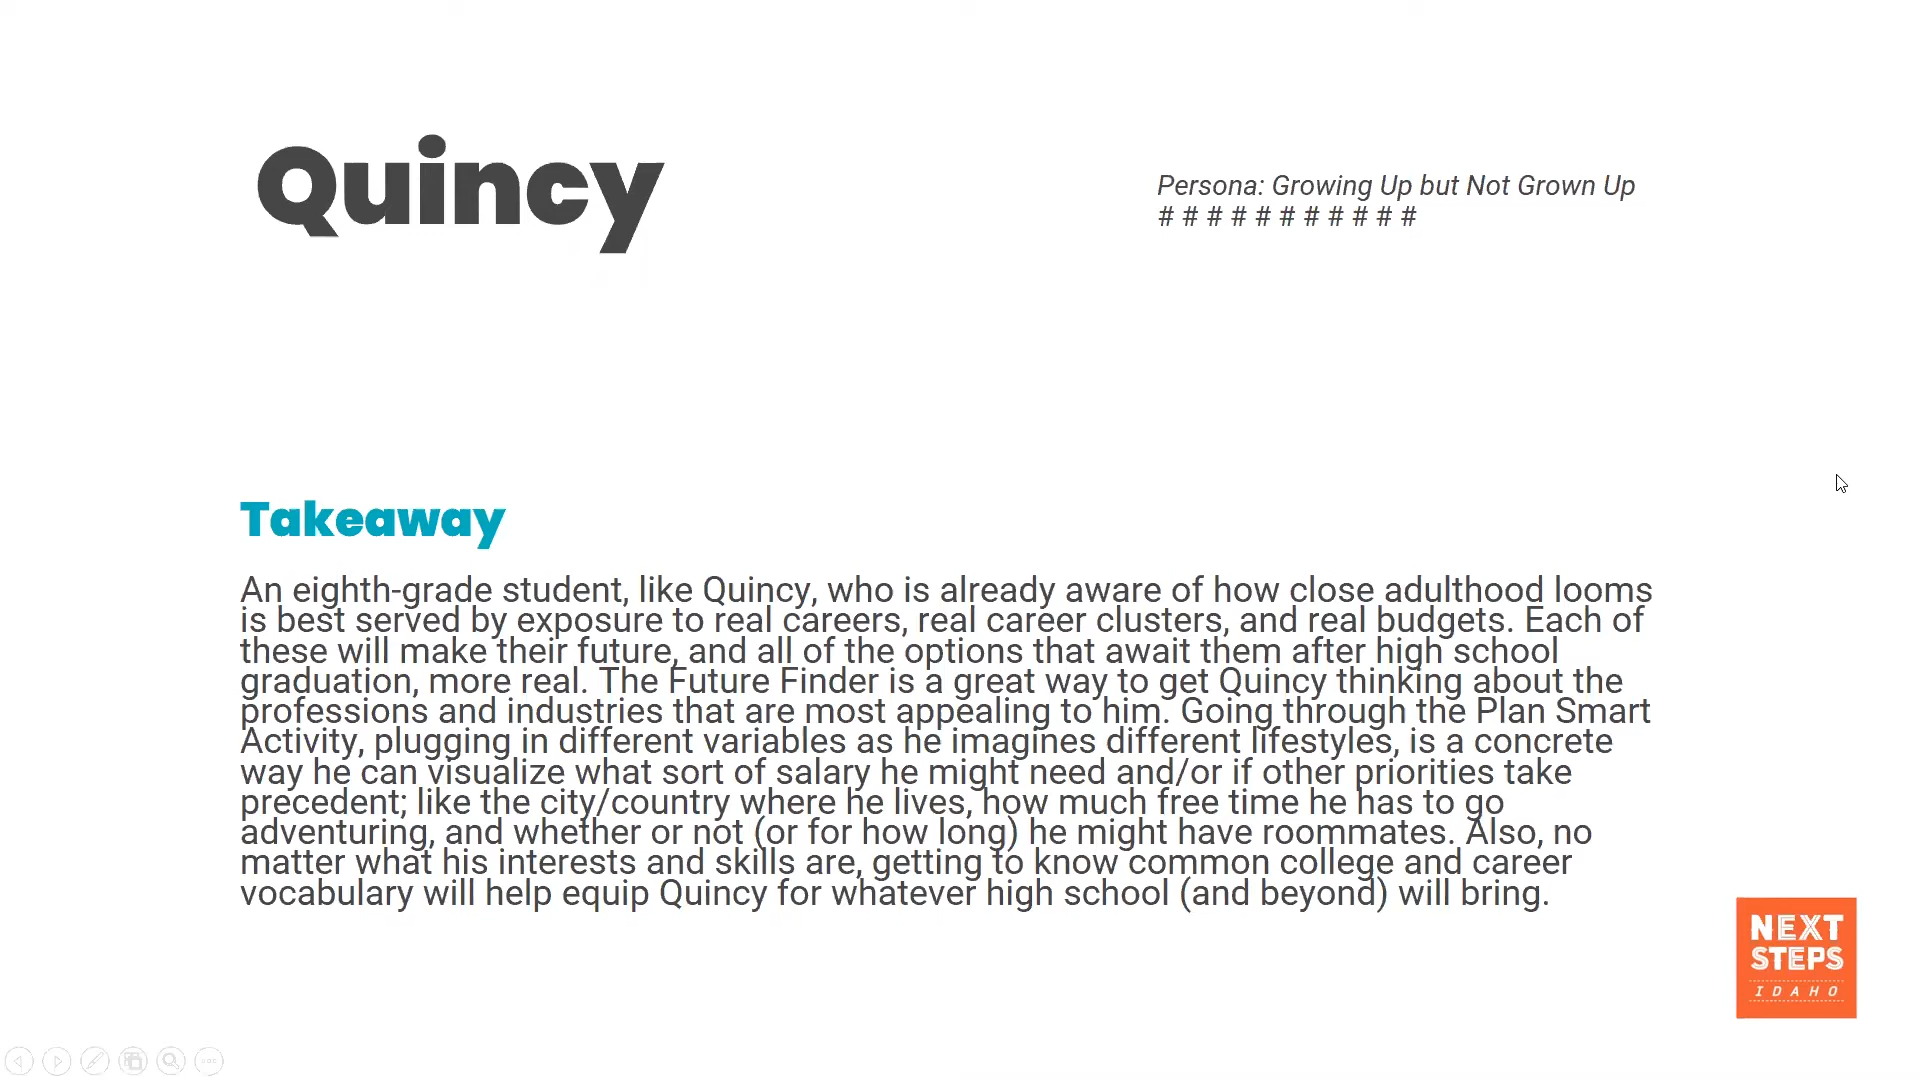 Quincy
Persona: Growing Up but Not Grown Up
# # # # # # # # # # #
Takeaway
An eighth-grade student, like Quincy, who is already aware of how close adulthood looms
is best served by exposure to real careers, real career clusters, and real budgets. Each of
these will make their future, and all of the options that await them after high school
graduation, more real. The Future Finder is a great way to get Quincy thinking about the
professions and industries that are most appealing to him. Going through the Plan Smart
Activity, plugging in different variables as he imagines different lifestyles, is a concrete
way he can visualize what sort of salary he might need and/or if other priorities take
precedent; like the city/country where he lives, how much free time he has to go
adventuring, and whether or not (or for how long) he might have roommates. Also, no
matter what his interests and skills are, getting to know common college and career
vocabulary will help equip Quincy for whatever high school (and beyond) will bring.
NEXT
STEPS
IDAHO